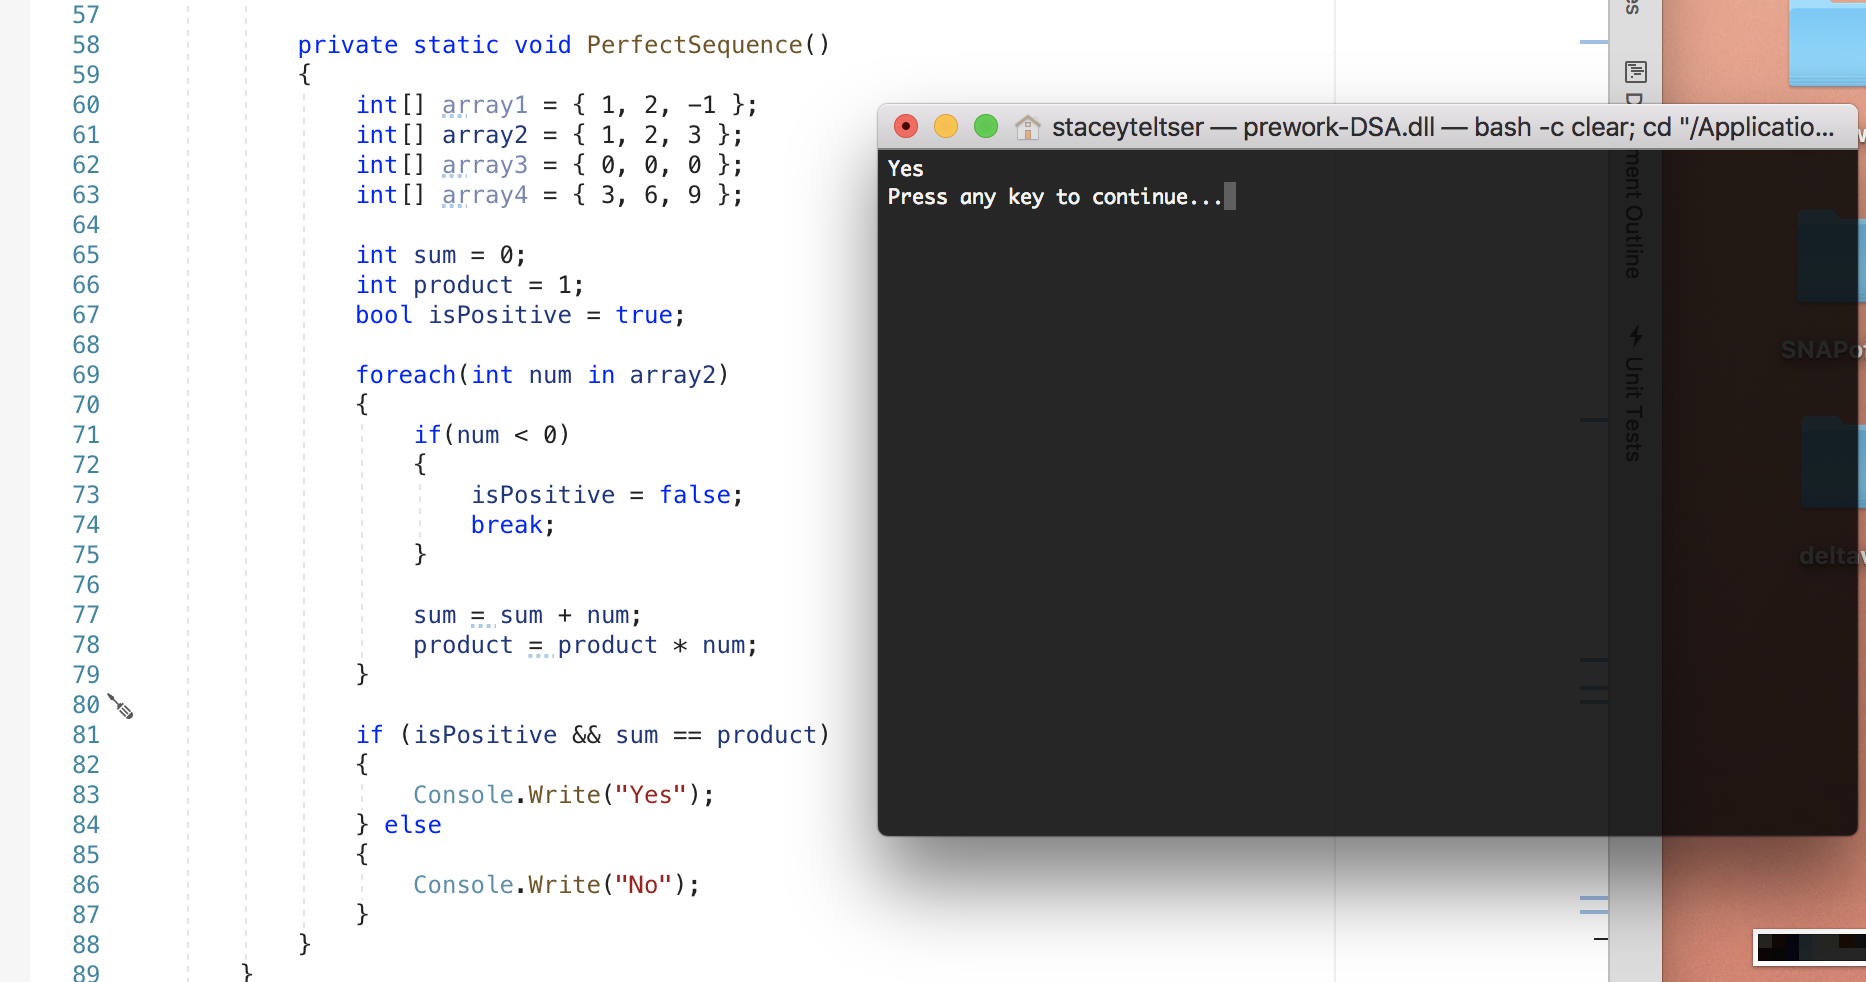 57
58 private static void PerfectSequence()
59 {
60 int[] array1 = { 1, 2, -1 };
61 int[] array2 = { 1, 2, 3 };
62 int[] array3 = { 0, 0, 0 };
63 int[] array4 = { 3, 6, 9 };
64
65 int sum = 0;
66 int product = 1;
67 bool isPositive = true;
68
69 foreach(int num in array2)
70 {
71 if(num < 0)
72 {
73 isPositive = false;
74 break;
75 }
76
77 sum = sum + num;
78 product = product * num;
79 }
80
81 if (isPositive && sum == product)
82 {
83 Console.Write("Yes");
84 } else
85 {
86 Console.Write("No");
87 }
88 }
89 }
staceyteltser — prework-DSA.dll — bash -c clear; cd "/Applicatio...
Yes
Press any key to continue...
Outline
Unit Tests